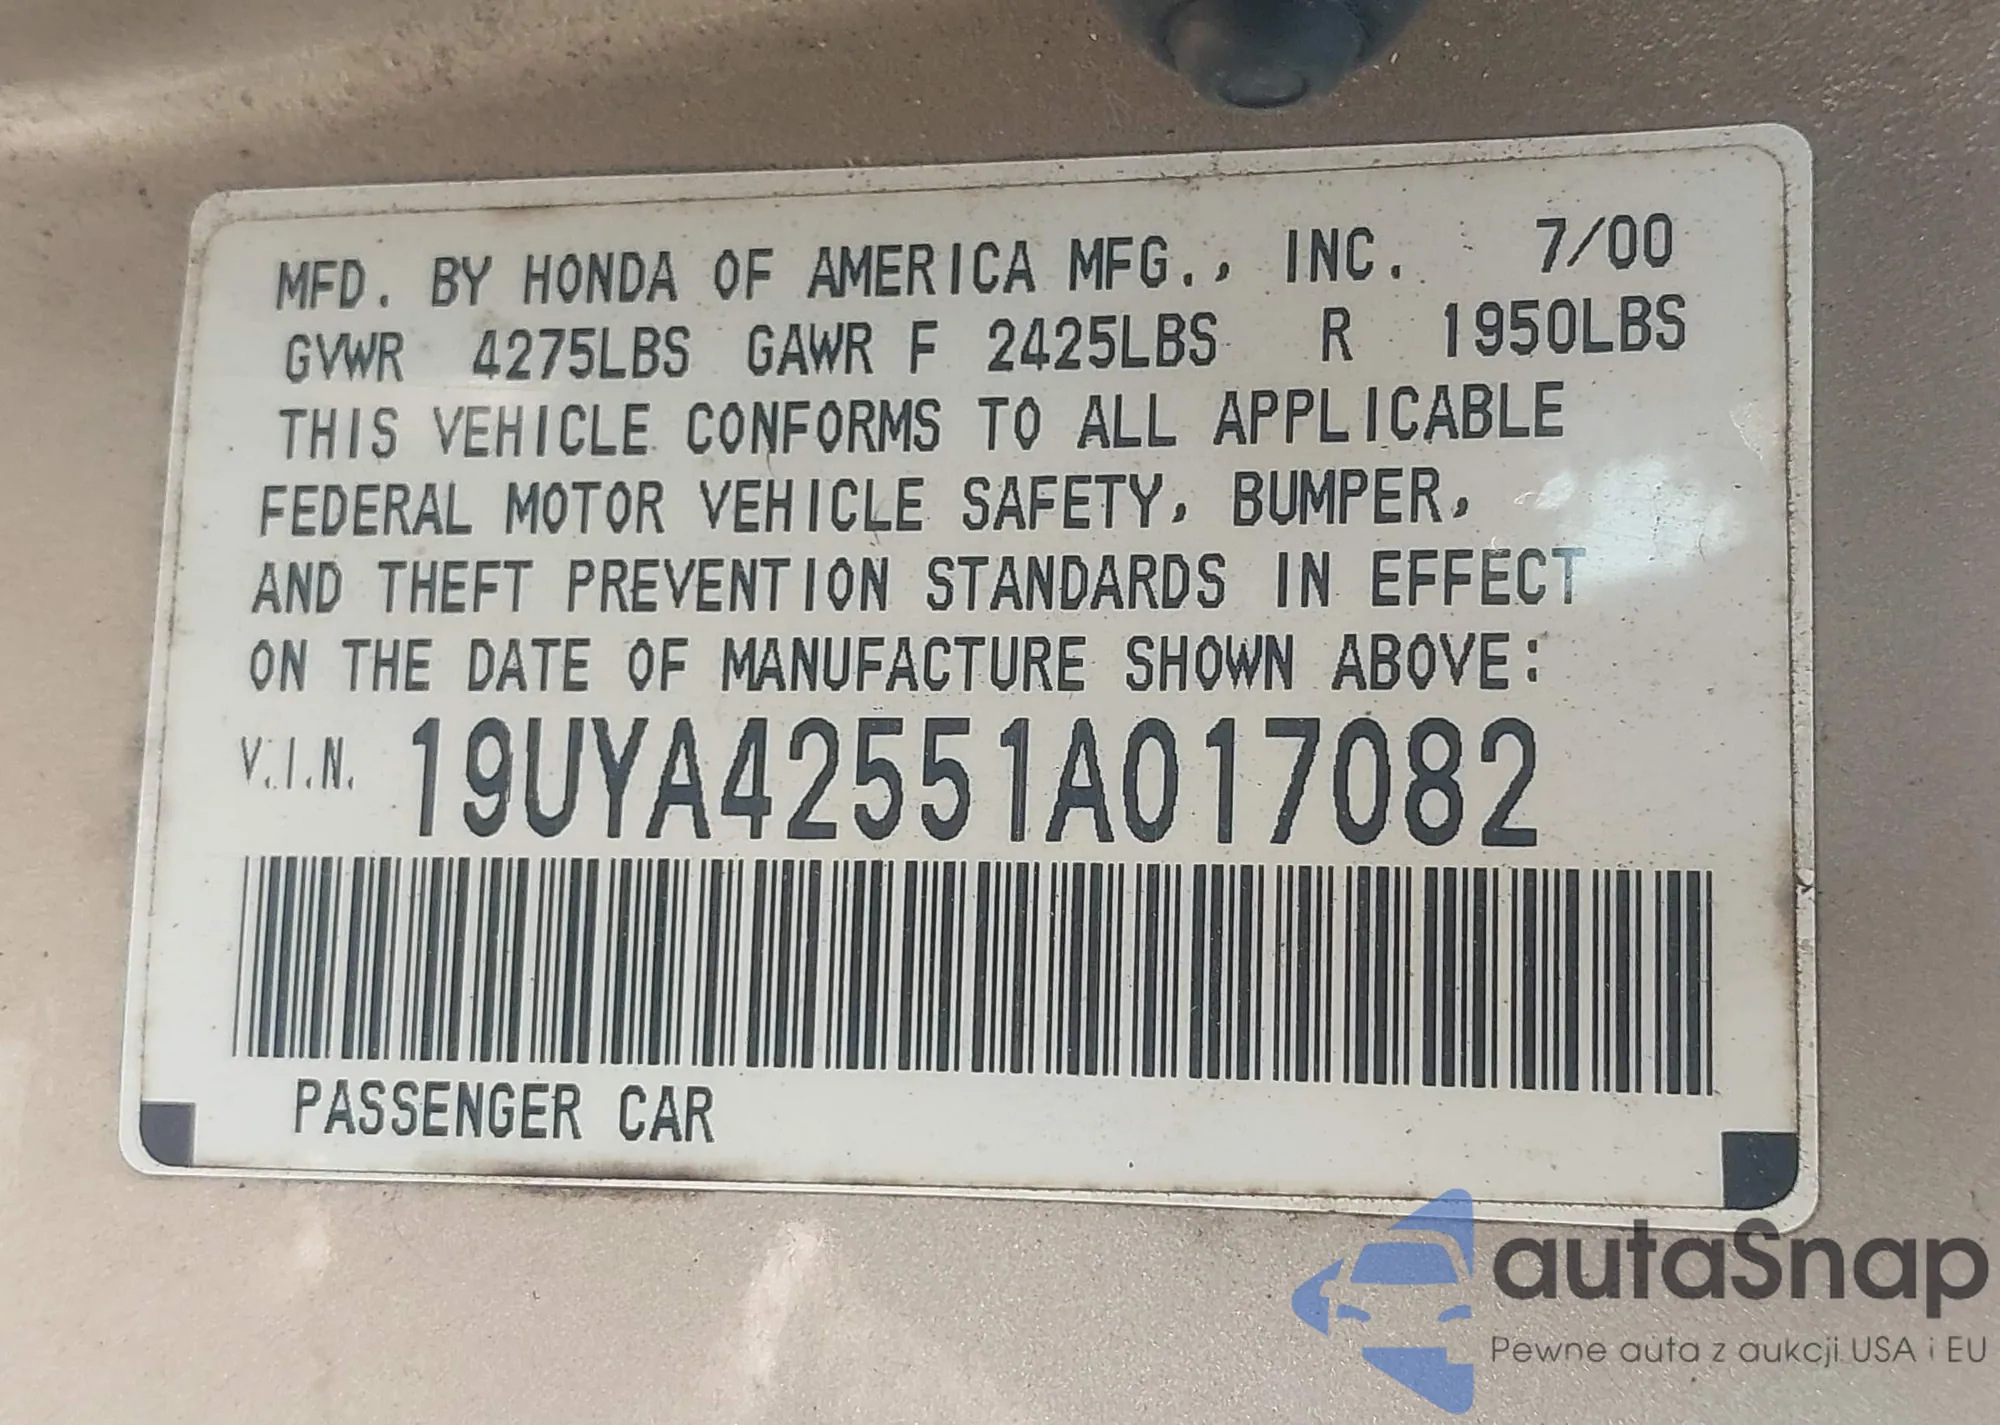 MFD. BY HONDA OF AMERICA MFG., INC. 7/00
GVWR 4275LBS GAWR F 2425LBS R 1950LBS
THIS VEHICLE CONFORMS TO ALL APPLICABLE
FEDERAL MOTOR VEHICLE SAFETY, BUMPER,
AND THEFT PREVENTION STANDARDS IN EFFECT
ON THE DATE OF MANUFACTURE SHOWN ABOVE:
V.I.N. 19UYA42551A017082
PASSENGER CAR
autaSnap
Pewne auta z aukcji USA i EU